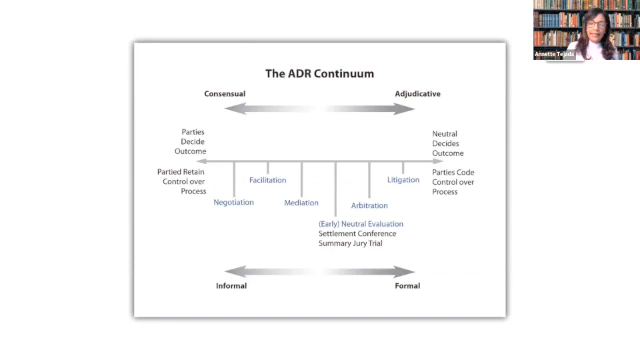 The ADR Continuum
Consensual
Adjudicative
Parties
Decide
Outcome
Neutral
Decides
Outcome
Partied Retain
Control over
Process
Parties Code
Control over
Process
Negotiation
Facilitation
Mediation
(Early) Neutral Evaluation
Settlement Conference
Summary Jury Trial
Arbitration
Litigation
Informal
Formal
Annette Tejada